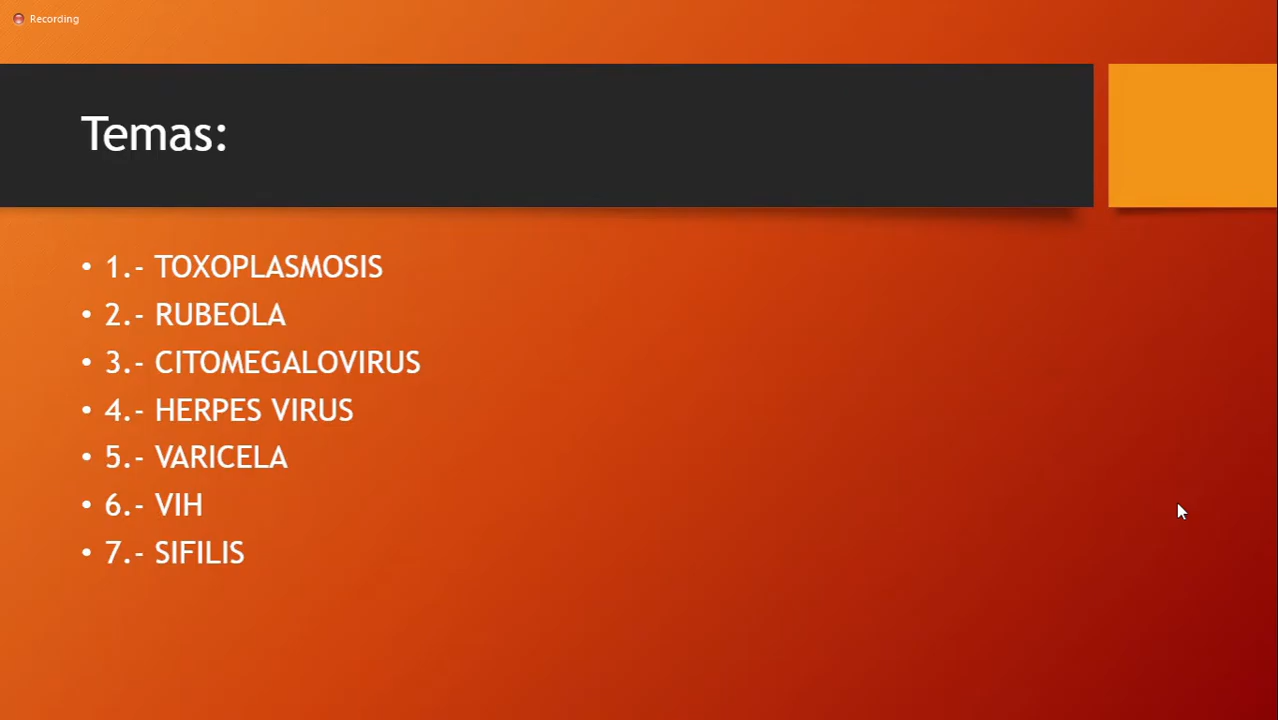 Recording
Temas:
• 1.- TOXOPLASMOSIS
• 2.- RUBEOLA
• 3.- CITOMEGALOVIRUS
• 4.- HERPES VIRUS
• 5.- VARICELA
• 6.- VIH
• 7.- SIFILIS